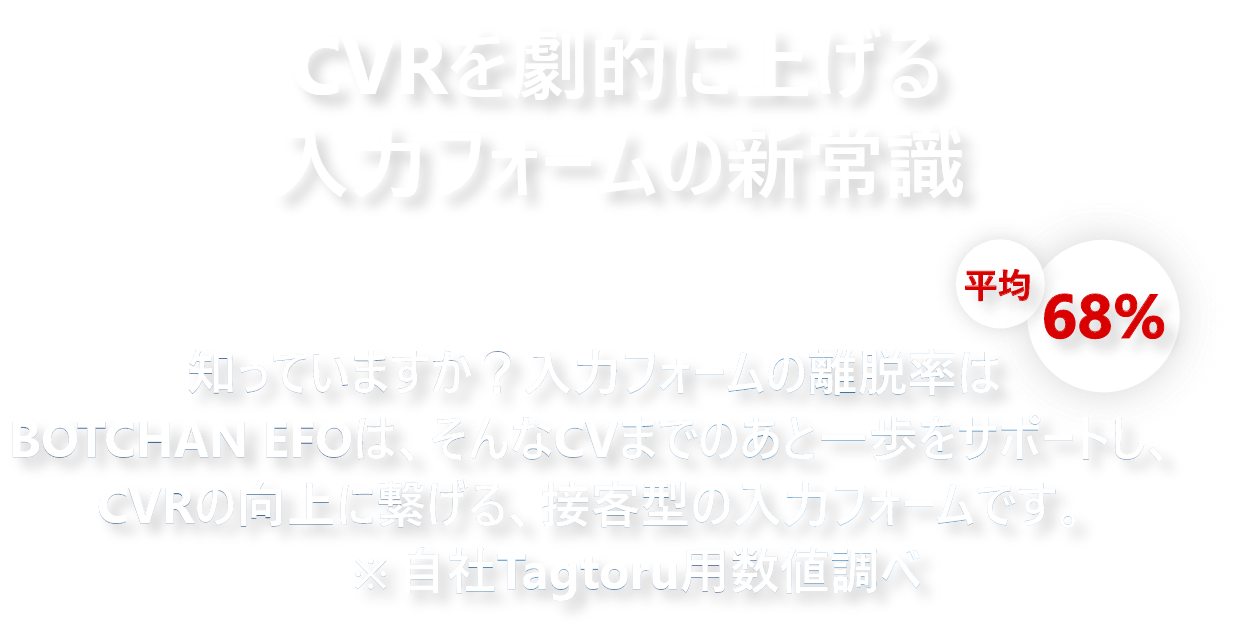 CVRを劇的に上げる
入力フォームの新常識
平均
68%
知っていますか？入力フォームの離脱率は
BOTCHAN EFOは、そんなCVまでのあと一歩をサポートし、
CVRの向上に繋げる、接客型の入力フォームです。
※ 自社Tagtoru用数値調べ